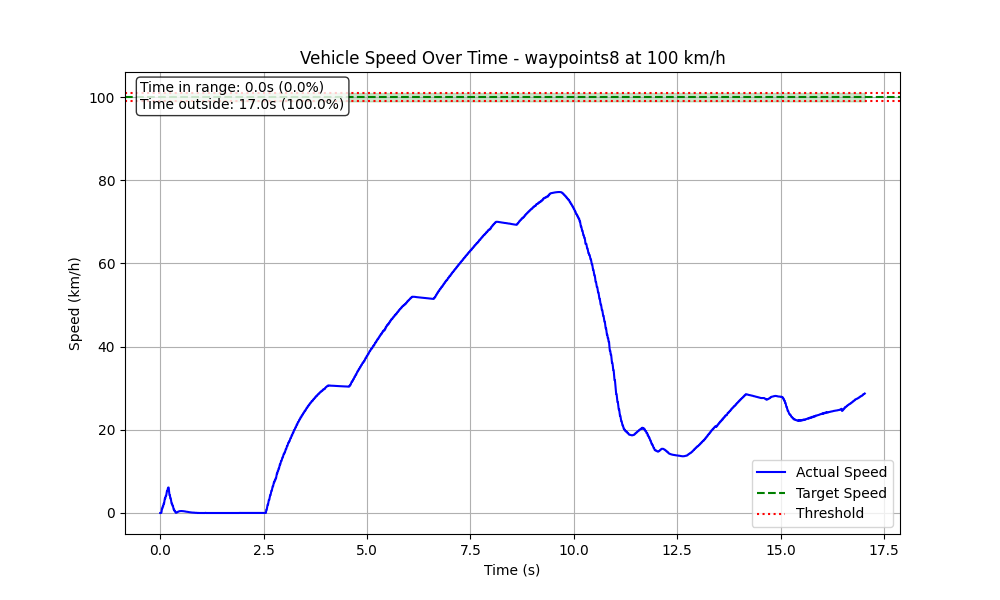 Vehicle Speed Over Time - waypoints8 at 100 km/h
Time in range: 0.0s (0.0%)
Time outside: 17.0s (100.0%)
100
80
60
40
20
0
Speed (km/h)
Actual Speed
Target Speed
Threshold
0.0 2.5 5.0 7.5 10.0 12.5 15.0 17.5
Time (s)